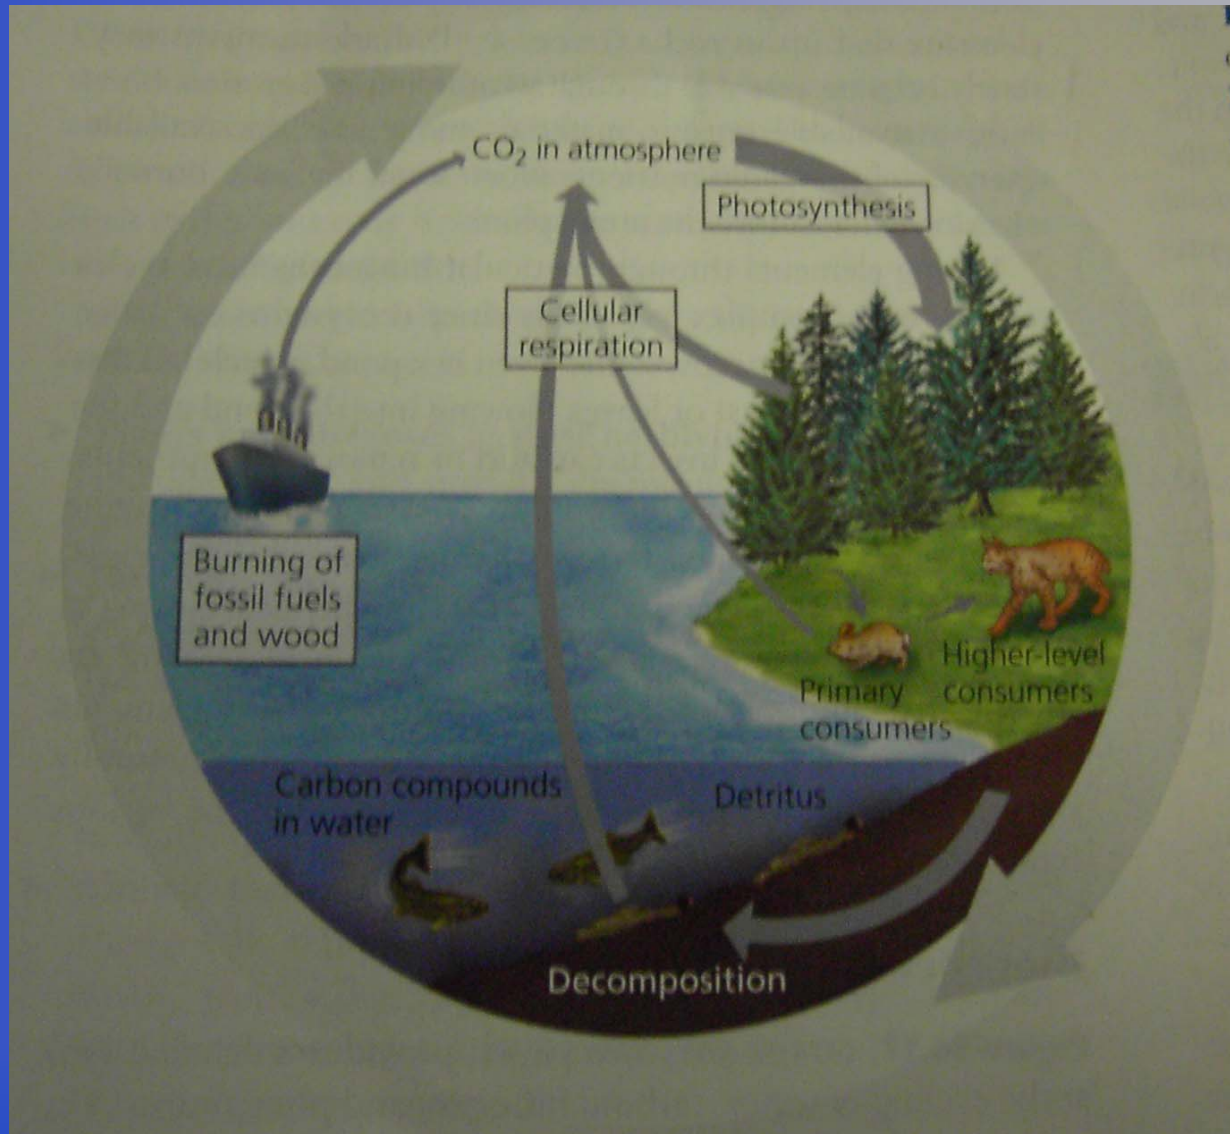 CO₂ in atmosphere
Photosynthesis
Cellular
respiration
Burning of
fossil fuels
and wood
Higher-level
consumers
Primary
consumers
Carbon compounds
in water
Detritus
Decomposition